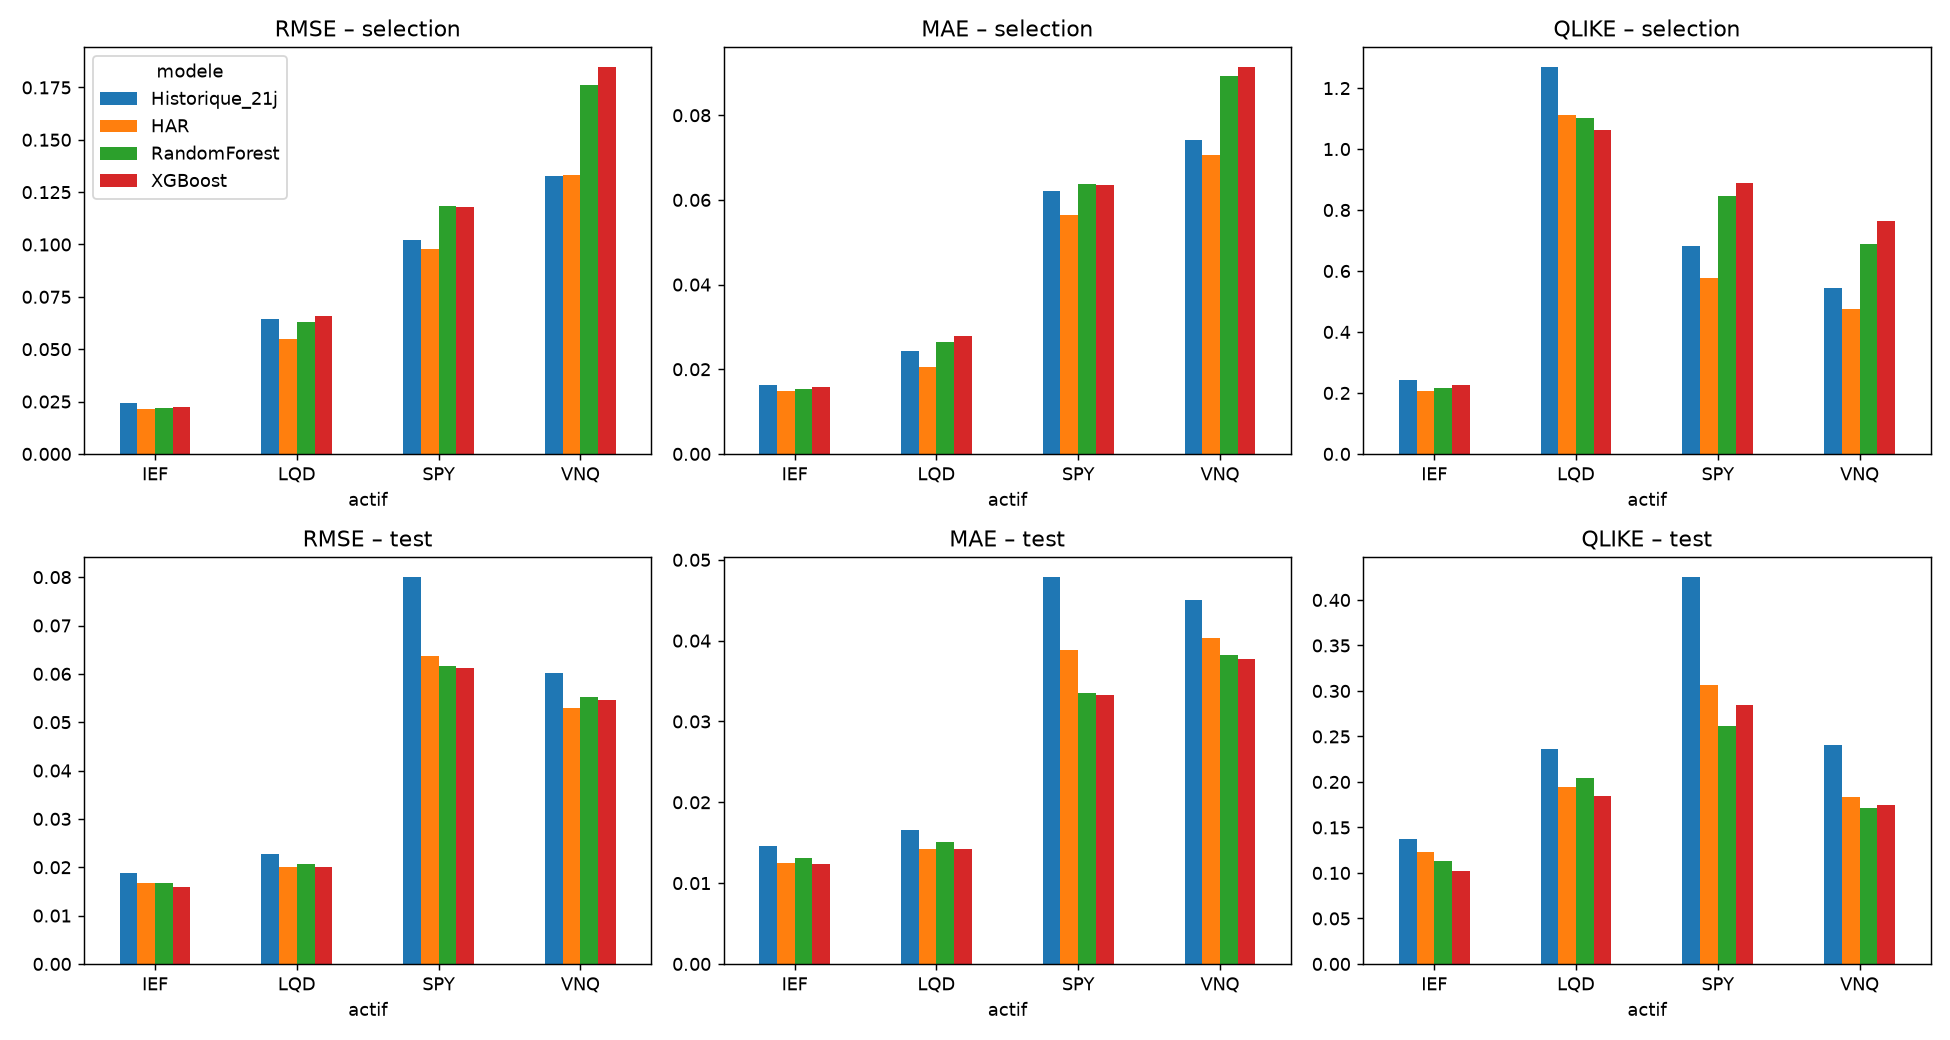 RMSE – selection
modele
Historique_21j
HAR
RandomForest
XGBoost
0.175
0.150
0.125
0.100
0.075
0.050
0.025
0.000
IEF LQD SPY VNQ
actif
MAE – selection
0.08
0.06
0.04
0.02
0.00
IEF LQD SPY VNQ
actif
QLIKE – selection
1.2
1.0
0.8
0.6
0.4
0.2
0.0
IEF LQD SPY VNQ
actif
RMSE – test
0.08
0.07
0.06
0.05
0.04
0.03
0.02
0.01
0.00
IEF LQD SPY VNQ
actif
MAE – test
0.05
0.04
0.03
0.02
0.01
0.00
IEF LQD SPY VNQ
actif
QLIKE – test
0.40
0.35
0.30
0.25
0.20
0.15
0.10
0.05
0.00
IEF LQD SPY VNQ
actif